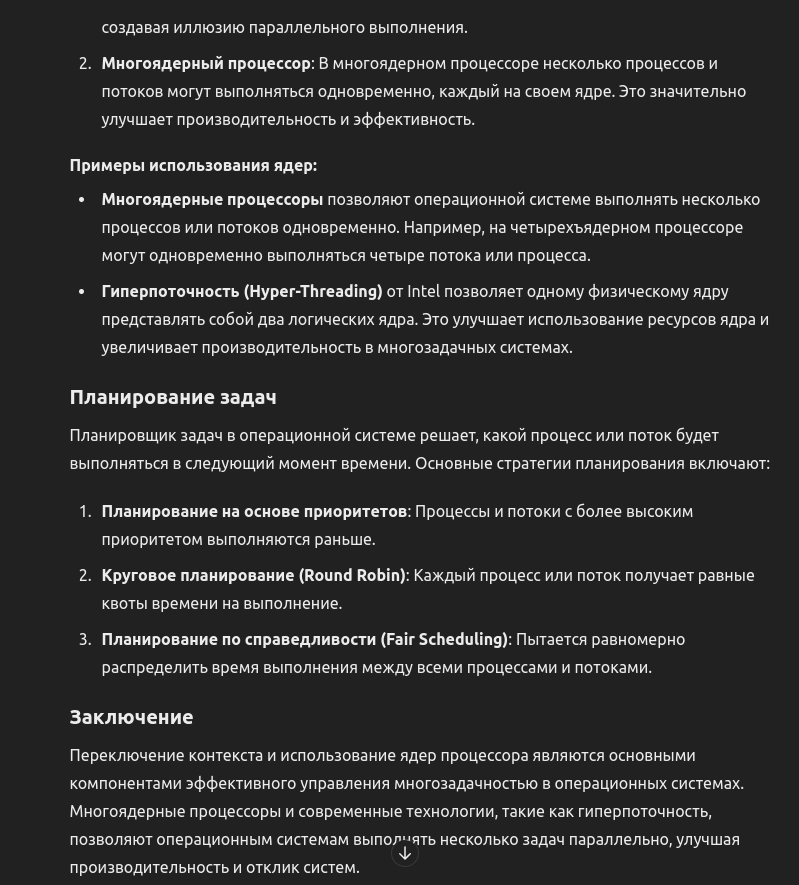 создавая иллюзию параллельного выполнения.
2. Многоядерный процессор: В многоядерном процессоре несколько процессов и
потоков могут выполняться одновременно, каждый на своем ядре. Это значительно
улучшает производительность и эффективность.
Примеры использования ядер:
• Многоядерные процессоры позволяют операционной системе выполнять несколько
процессов или потоков одновременно. Например, на четырехъядерном процессоре
могут одновременно выполняться четыре потока или процесса.
• Гиперпоточность (Hyper-Threading) от Intel позволяет одному физическому ядру
представлять собой два логических ядра. Это улучшает использование ресурсов ядра и
увеличивает производительность в многозадачных системах.
Планирование задач
Планировщик задач в операционной системе решает, какой процесс или поток будет
выполняться в следующий момент времени. Основные стратегии планирования включают:
1. Планирование на основе приоритетов: Процессы и потоки с более высоким
приоритетом выполняются раньше.
2. Круговое планирование (Round Robin): Каждый процесс или поток получает равные
квоты времени на выполнение.
3. Планирование по справедливости (Fair Scheduling): Пытается равномерно
распределить время выполнения между всеми процессами и потоками.
Заключение
Переключение контекста и использование ядер процессора являются основными
компонентами эффективного управления многозадачностью в операционных системах.
Многоядерные процессоры и современные технологии, такие как гиперпоточность,
позволяют операционным системам выполнять несколько задач параллельно, улучшая
производительность и отклик систем.